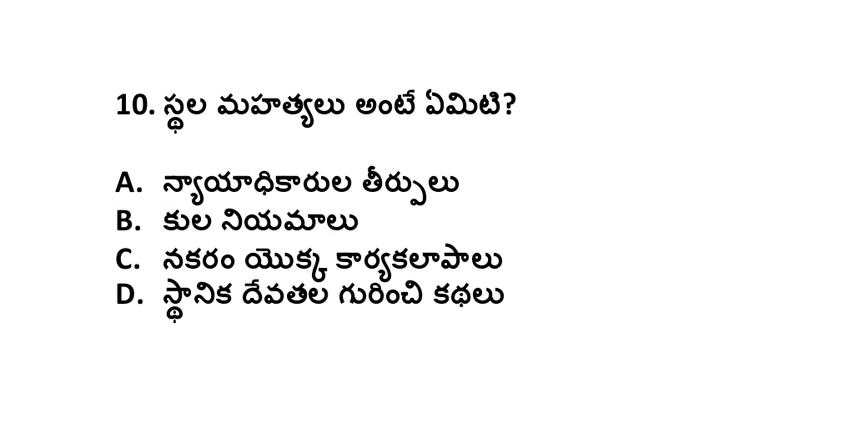 10. స్థల మహత్యలు అంటే ఏమిటి?
A. న్యాయాధికారుల తీర్పులు
B. కుల నియమాలు
C. నకరం యొక్క కార్యకలాపాలు
D. స్థానిక దేవతల గురించి కథలు